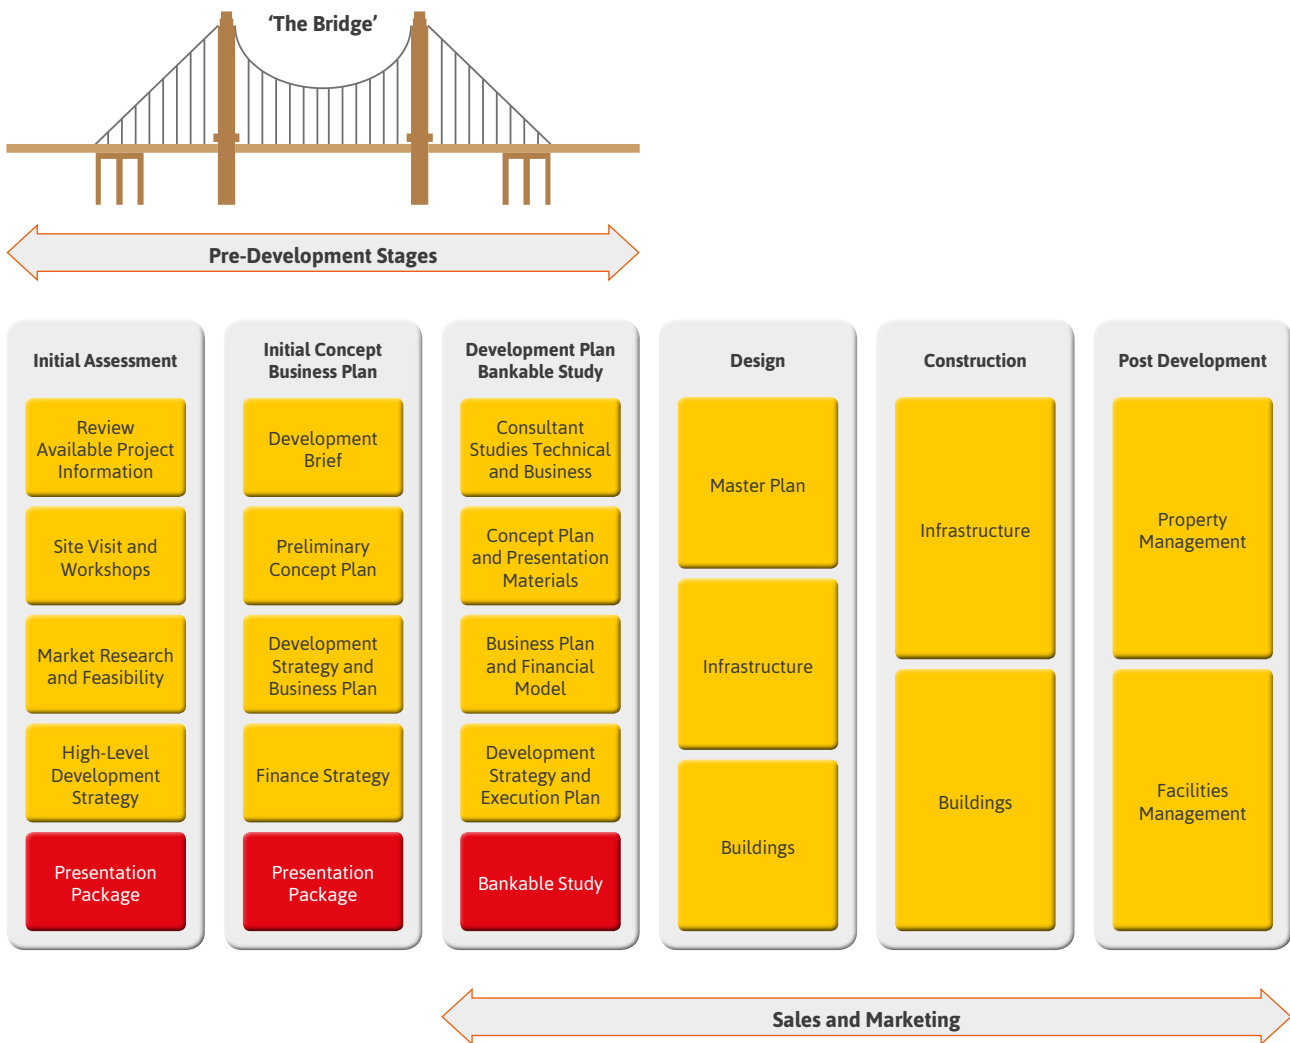 ‘The Bridge’
Pre-Development Stages
Initial Assessment
Review
Available Project
Information
Site Visit and
Workshops
Market Research
and Feasibility
High-Level
Development
Strategy
Presentation
Package
Initial Concept
Business Plan
Development
Brief
Preliminary
Concept Plan
Development
Strategy and
Business Plan
Finance Strategy
Presentation
Package
Development Plan
Bankable Study
Consultant
Studies Technical
and Business
Concept Plan
and Presentation
Materials
Business Plan
and Financial
Model
Development
Strategy and
Execution Plan
Bankable Study
Design
Master Plan
Infrastructure
Buildings
Construction
Infrastructure
Buildings
Post Development
Property
Management
Facilities
Management
Sales and Marketing